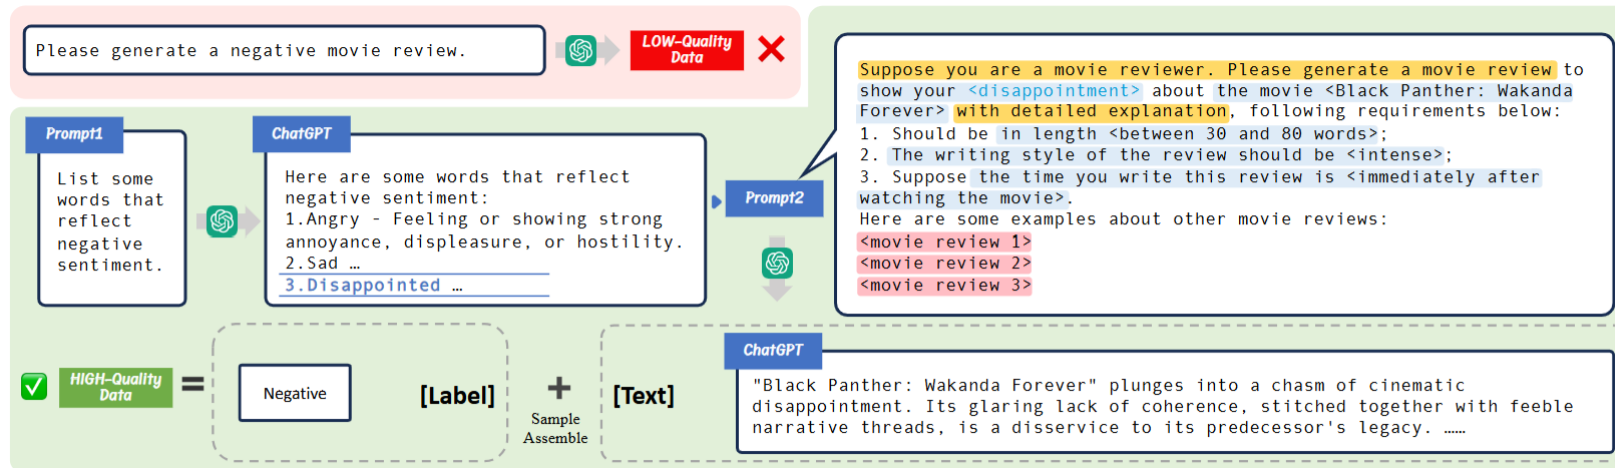 Please generate a negative movie review.
LOW-Quality
Data
Prompt1
List some
words that
reflect
negative
sentiment.
ChatGPT
Here are some words that reflect
negative sentiment:
1.Angry - Feeling or showing strong
annoyance, displeasure, or hostility.
2.Sad …
3.Disappointed …
Prompt2
Suppose you are a movie reviewer. Please generate a movie review to
show your <disappointment> about the movie <Black Panther: Wakanda
Forever> with detailed explanation, following requirements below:
1. Should be in length <between 30 and 80 words>;
2. The writing style of the review should be <intense>;
3. Suppose the time you write this review is <immediately after
watching the movie>.
Here are some examples about other movie reviews:
<movie review 1>
<movie review 2>
<movie review 3>
HIGH-Quality
Data
=
Negative
[Label]
+
Sample
Assemble
[Text]
ChatGPT
"Black Panther: Wakanda Forever" plunges into a chasm of cinematic
disappointment. Its glaring lack of coherence, stitched together with feeble
narrative threads, is a disservice to its predecessor's legacy. ……